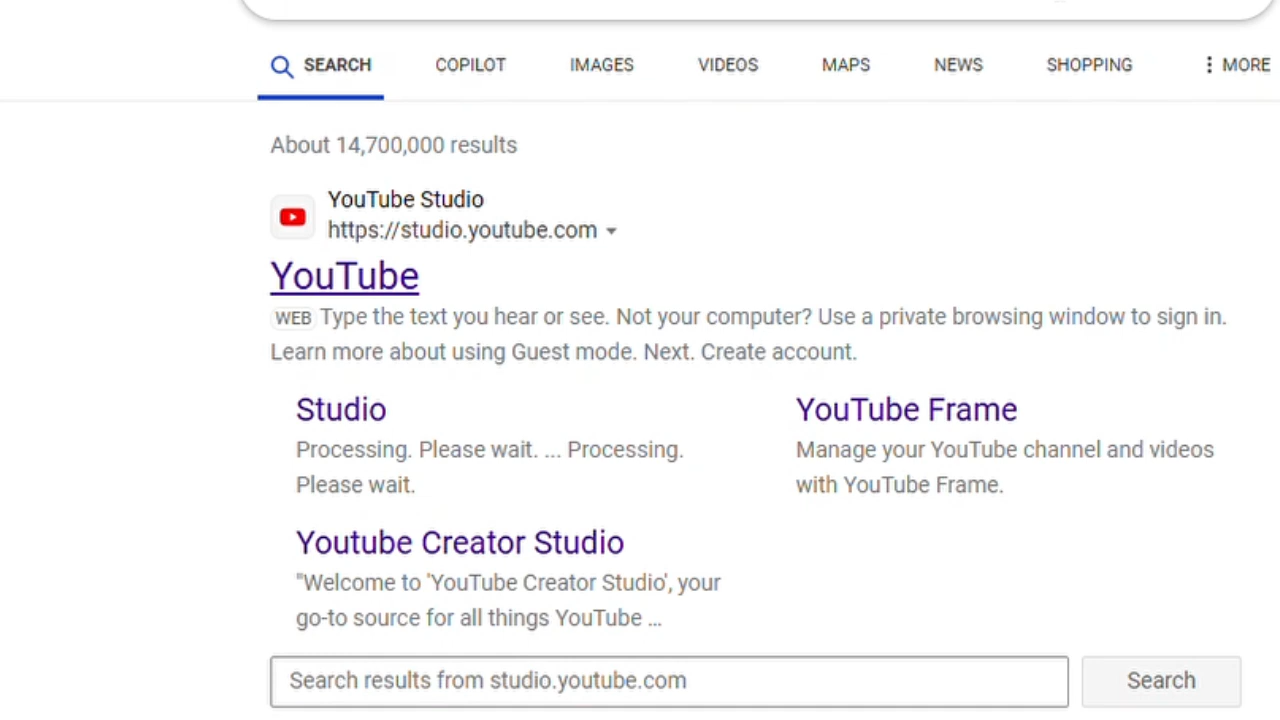 SEARCH COPILOT IMAGES VIDEOS MAPS NEWS SHOPPING MORE
About 14,700,000 results
YouTube Studio
https://studio.youtube.com
YouTube
WEB Type the text you hear or see. Not your computer? Use a private browsing window to sign in.
Learn more about using Guest mode. Next. Create account.
Studio
Processing. Please wait. ... Processing.
Please wait.
YouTube Frame
Manage your YouTube channel and videos
with YouTube Frame.
Youtube Creator Studio
"Welcome to 'YouTube Creator Studio', your
go-to source for all things YouTube ...
Search results from studio.youtube.com
Search